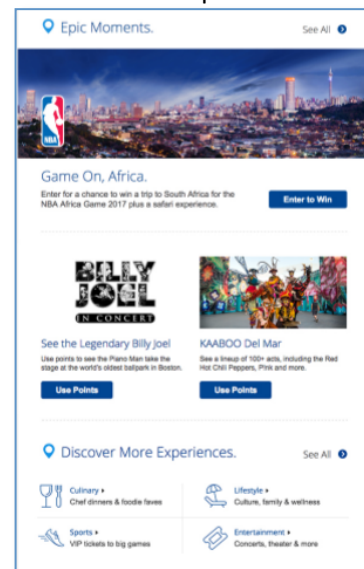 Epic Moments.
See All
NBA
Game On, Africa.
Enter for a chance to win a trip to South Africa for the
NBA Africa Game 2017 plus a safari experience.
Enter to Win
BILLY
JOEL
IN CONCERT
See the Legendary Billy Joel
Use points to see the Piano Man take the
stage at the world's oldest ballpark in Boston.
Use Points
KAABOO Del Mar
See a lineup of 100+ acts, including the Red
Hot Chili Peppers, P!nk and more.
Use Points
Discover More Experiences.
See All
Culinary
Chef dinners & foodie faves
Lifestyle
Culture, family & wellness
Sports
VIP tickets to big games
Entertainment
Concerts, theater & more